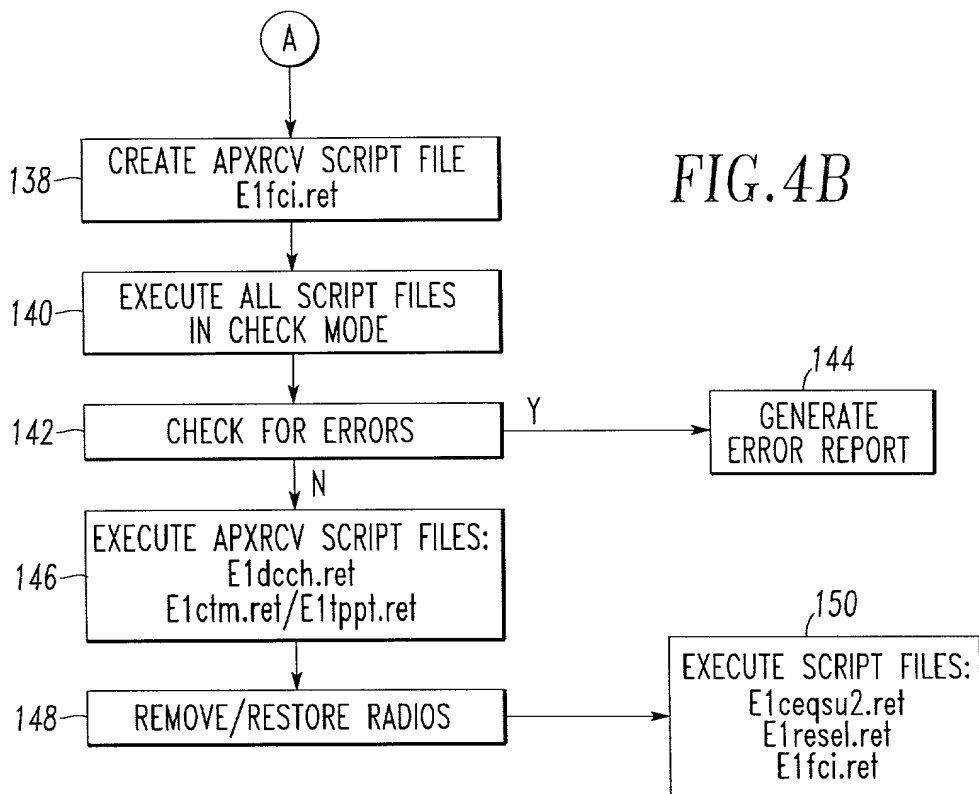 A
138
CREATE APXRCV SCRIPT FILE
E1fci.ret
FIG.4B
140
EXECUTE ALL SCRIPT FILES
IN CHECK MODE
142
CHECK FOR ERRORS
Y
144
GENERATE
ERROR REPORT
N
146
EXECUTE APXRCV SCRIPT FILES:
E1dcch.ret
E1ctm.ret/E1tppt.ret
148
REMOVE/RESTORE RADIOS
150
EXECUTE SCRIPT FILES:
E1ceqsu2.ret
E1resel.ret
E1fci.ret